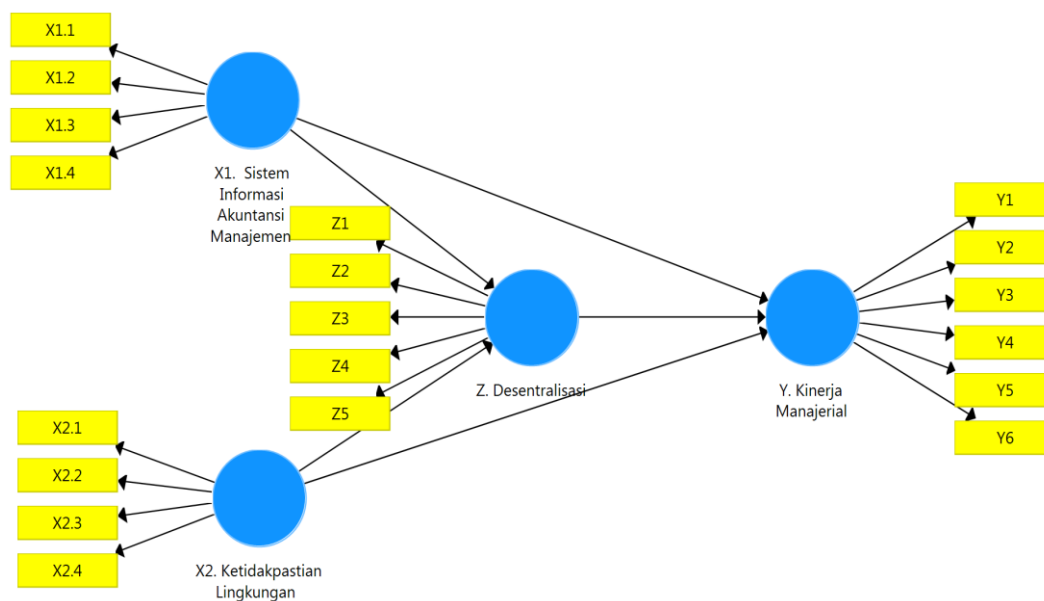 X1.1
X1.2
X1.3
X1.4
X1. Sistem
Informasi
Akuntansi
Manajemen
Z1
Z2
Z3
Z4
Z5
Z. Desentralisasi
Y1
Y2
Y3
Y4
Y5
Y6
Y. Kinerja
Manajerial
X2.1
X2.2
X2.3
X2.4
X2. Ketidakpastian
Lingkungan